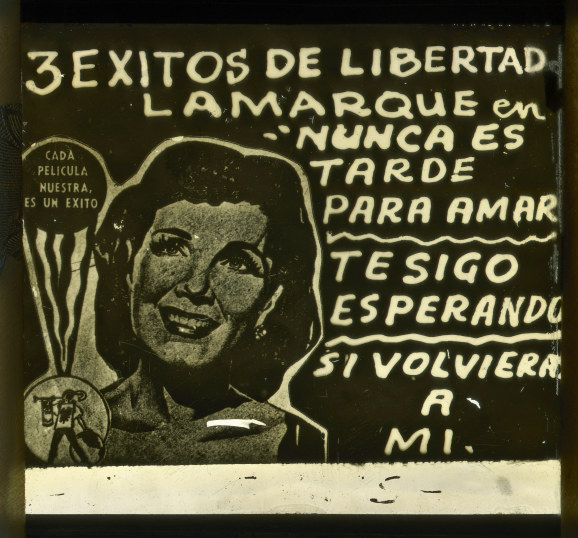 3 EXITOS DE LIBERTAD
LAMARQUE en
NUNCA ES
TARDE
PARA AMAR
TE SIGO
ESPERANDO
SI VOLVIERA
A
MI.
CADA
PELICULA
NUESTRA,
ES UN EXITO